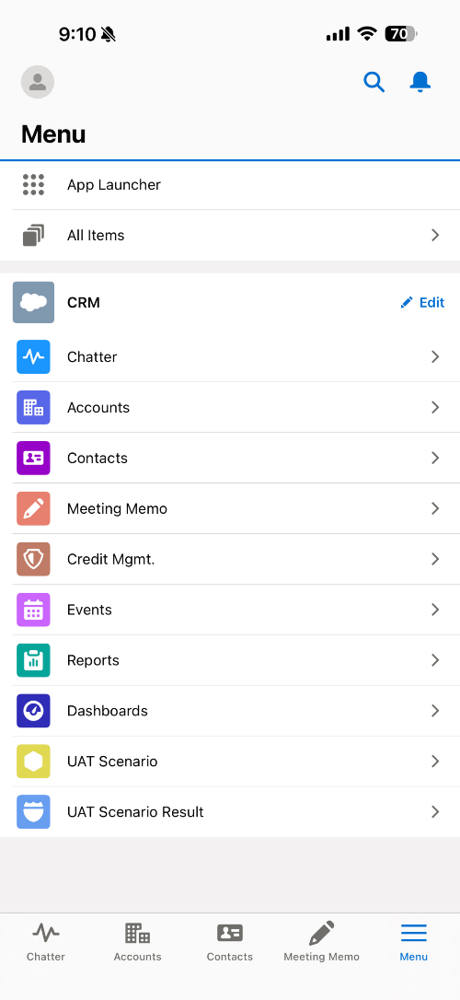 9:10
70
Menu
App Launcher
All Items
CRM
Edit
Chatter
Accounts
Contacts
Meeting Memo
Credit Mgmt.
Events
Reports
Dashboards
UAT Scenario
UAT Scenario Result
Chatter
Accounts
Contacts
Meeting Memo
Menu